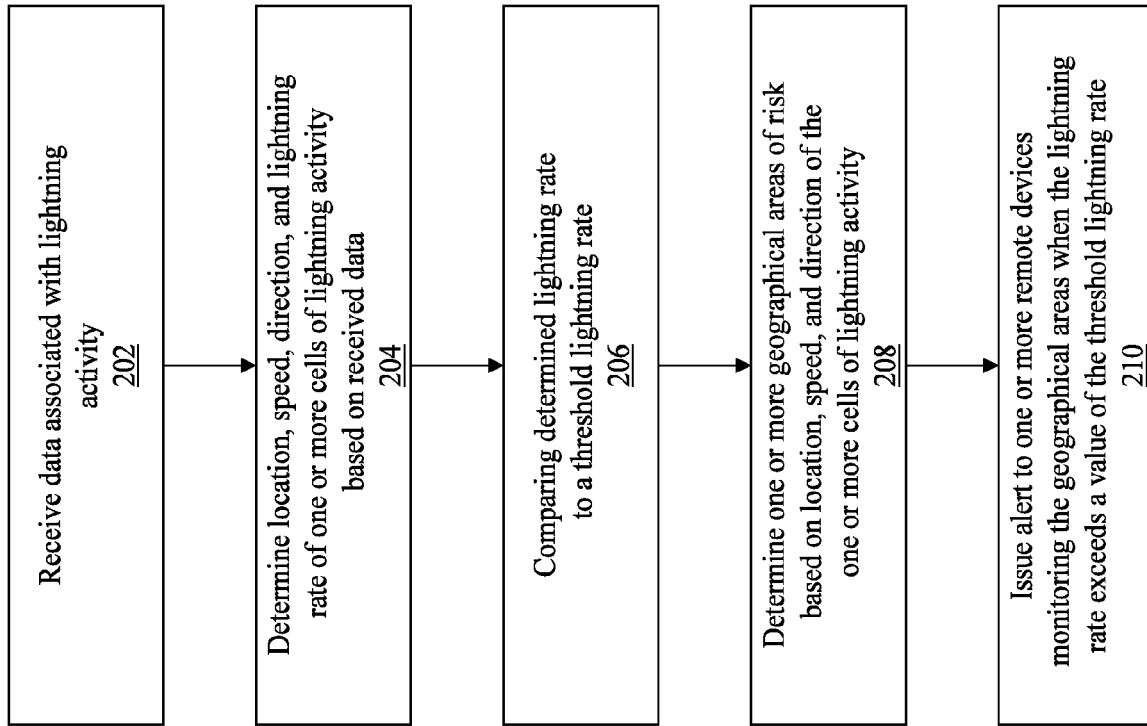 Receive data associated with lightning
activity
202
Determine location, speed, direction, and lightning
rate of one or more cells of lightning activity
based on received data
204
Comparing determined lightning rate
to a threshold lightning rate
206
Determine one or more geographical areas of risk
based on location, speed, and direction of the
one or more cells of lightning activity
208
Issue alert to one or more remote devices
monitoring the geographical areas when the lightning
rate exceeds a value of the threshold lightning rate
210